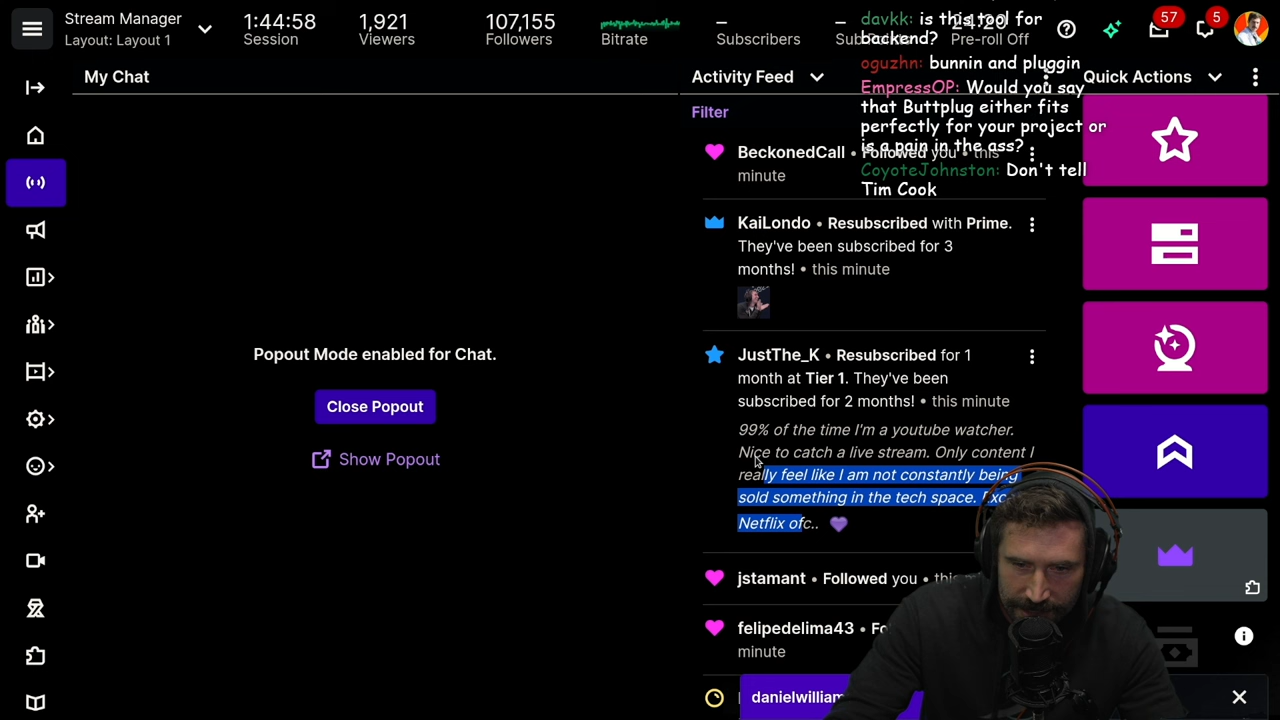 Stream Manager
Layout: Layout 1
1:44:58
Session
1,921
Viewers
107,155
Followers
Bitrate
–
Subscribers
–
Sub
Pre-roll Off
57
5
davkk: is this tool for
backend?
oguzhn: bunnin and pluggin
EmpressOP: Would you say
that Buttplug either fits
perfectly for your project or
is a pain in the ass?
CoyoteJohnston: Don't tell
Tim Cook
My Chat
Popout Mode enabled for Chat.
Close Popout
Show Popout
Activity Feed
Filter
BeckonedCall • Followed you • this
minute
KaiLondo • Resubscribed with Prime.
They've been subscribed for 3
months! • this minute
JustThe_K • Resubscribed for 1
month at Tier 1. They've been
subscribed for 2 months! • this minute
99% of the time I'm a youtube watcher.
Nice to catch a live stream. Only content I
really feel like I am not constantly being
sold something in the tech space.
Netflix ofc..
jstamant • Followed you •
felipedelima43 •
minute
danielwilliam
Quick Actions